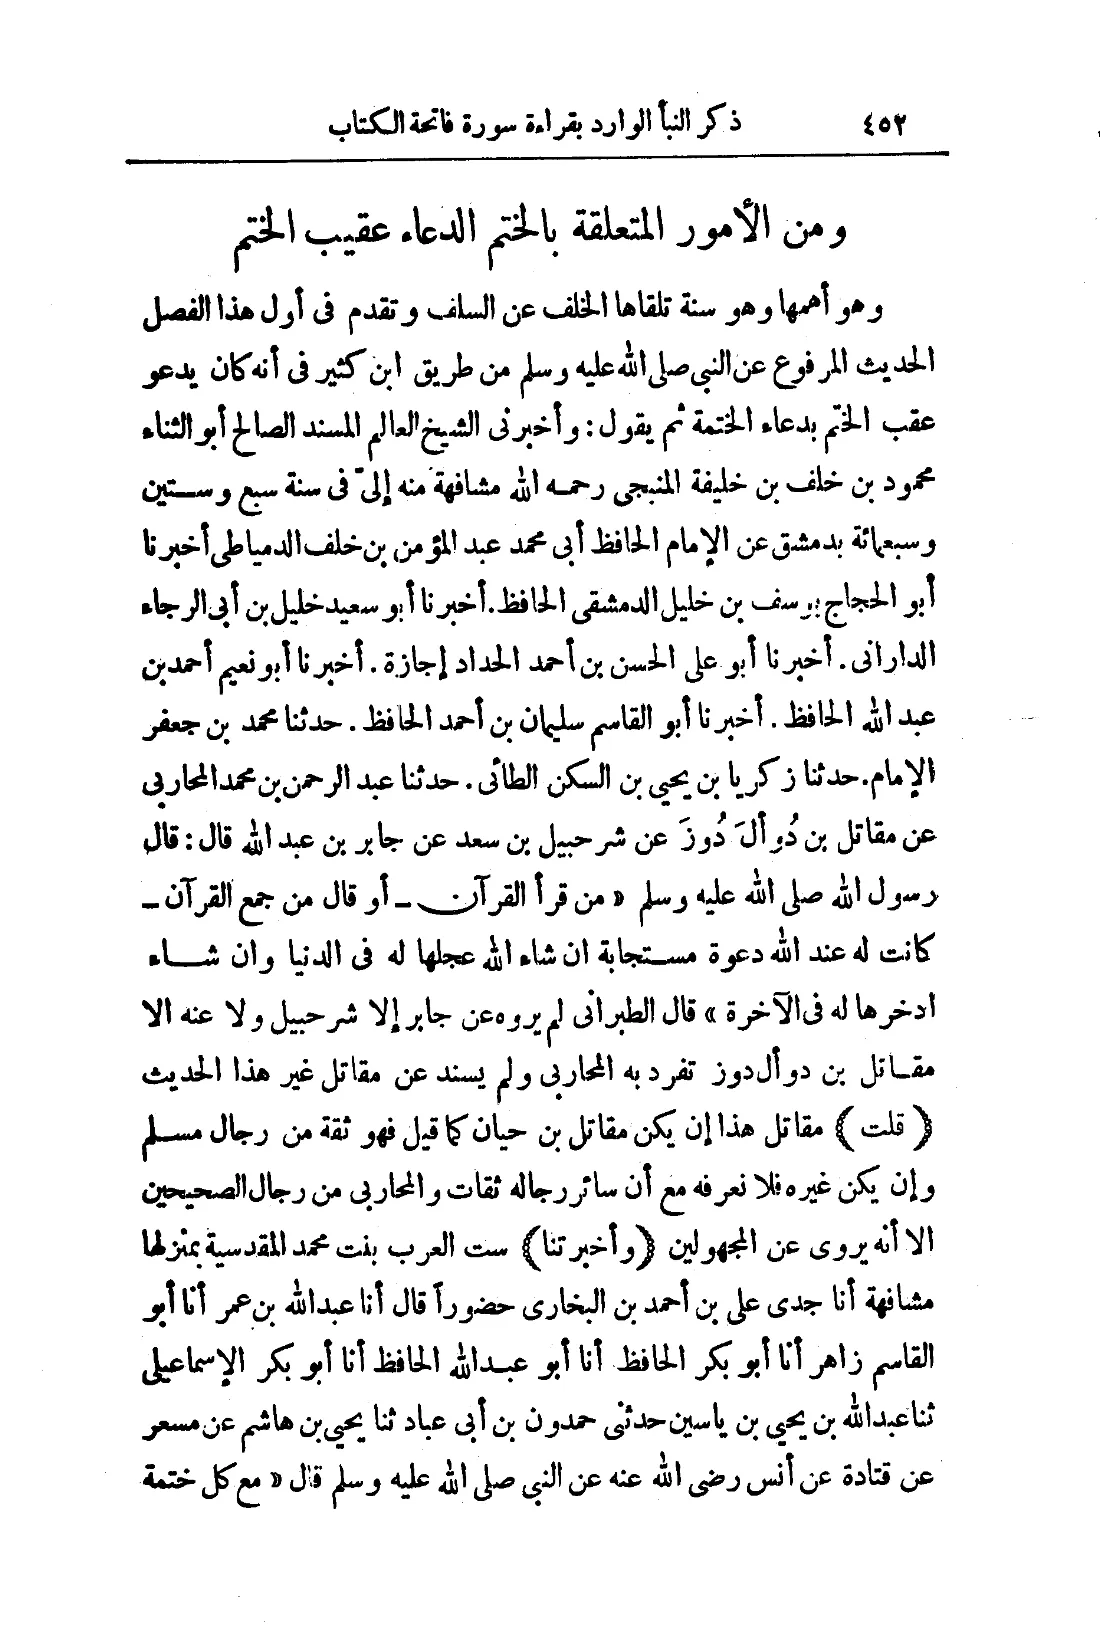 ٤٥٢ ذكر النبأ الوارد بقراءة سورة فاتحة الكتاب
ومن الأمور المتعلقة بالختم الدعاء عقيب الختم
وهو أهمها وهو سنة تلقاها الخلف عن السلف وتقدم فى أول هذا الفصل
الحديث المرفوع عن النبي صلى الله عليه وسلم من طريق ابن كثير فى أنه كان يدعو
عقب الختم بدعاء الختمة ثم يقول : وأخبرنى الشيخ العالم المسند الصالح أبو الثناء
محمود بن خلف بن خليفة المنبجى رحمه الله مشافهة منه إلىّ فى سنة سبع وستين
وسبعمائة بدمشق عن الإمام الحافظ أبى محمد عبد المؤمن بن خلف الدمياطى أخبرنا
أبو الحجاج يوسف بن خليل الدمشقى الحافظ . أخبرنا أبو سعيد خليل بن أبى الرجاء
الدارانى . أخبرنا أبو على الحسن بن أحمد الحداد إجازة . أخبرنا أبو نعيم أحمد بن
عبد الله الحافظ . أخبرنا أبو القاسم سليمان بن أحمد الحافظ . حدثنا محمد بن جعفر
الإمام . حدثنا زكريا بن يحيى بن السكن الطائى . حدثنا عبد الرحمن بن محمد المحاربى
عن مقاتل بن دُوأَلَ دُوزَ عن شرحبيل بن سعد عن جابر بن عبد الله قال : قال
رسول الله صلى الله عليه وسلم « من قرأ القرآن ـ أو قال من جمع القرآن ـ
كانت له عند الله دعوة مستجابة ان شاء الله عجلها له فى الدنيا وان شاء
ادخرها له فى الآخرة » قال الطبرانى لم يروه عن جابر إلا شرحبيل ولا عنه الا
مقاتل بن دوأل دوز تفرد به المحاربى ولم يسند عن مقاتل غير هذا الحديث
( قلت ) مقاتل هذا إن يكن مقاتل بن حيان كما قيل فهو ثقة من رجال مسلم
وإن يكن غيره فلا نعرفه مع أن سائر رجاله ثقات والمحاربى من رجال الصحيحين
الا أنه يروى عن المجهولين ( وأخبرتنا ) ست العرب بنت محمد المقدسية بمنزلها
مشافهة أنا جدى على بن أحمد بن البخارى حضوراً قال أنا عبد الله بن عمر أنا أبو
القاسم زاهر أنا أبو بكر الحافظ أنا أبو عبد الله الحافظ أنا أبو بكر الإسماعيلى
ثنا عبد الله بن يحيى بن ياسين حدثنى حمدون بن أبى عباد ثنا يحيى بن هاشم عن مسعر
عن قتادة عن أنس رضى الله عنه عن النبى صلى الله عليه وسلم قال « مع كل ختمة